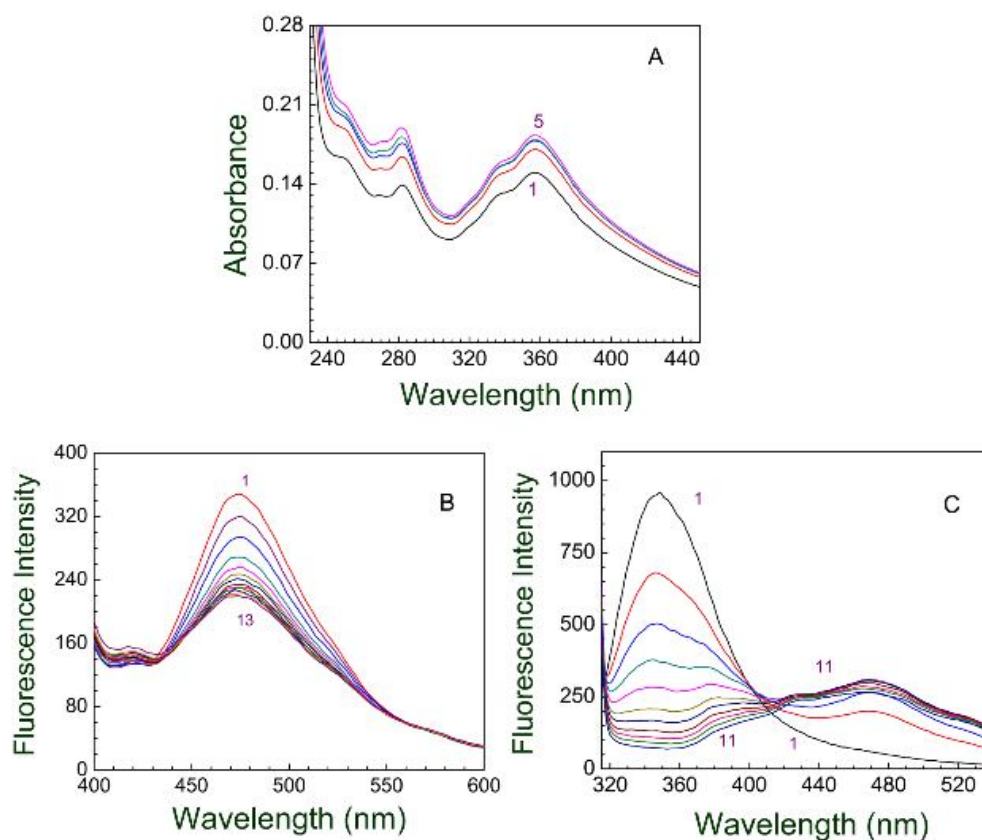 0.28
A
0.21
5
0.14
1
0.07
0.00
Absorbance
240 280 320 360 400 440
Wavelength (nm)
400
1
B
320
240
160
13
80
0
Fluorescence Intensity
400 450 500 550 600
Wavelength (nm)
1000
1
C
750
500
11
250
11
1
0
Fluorescence Intensity
320 360 400 440 480 520
Wavelength (nm)